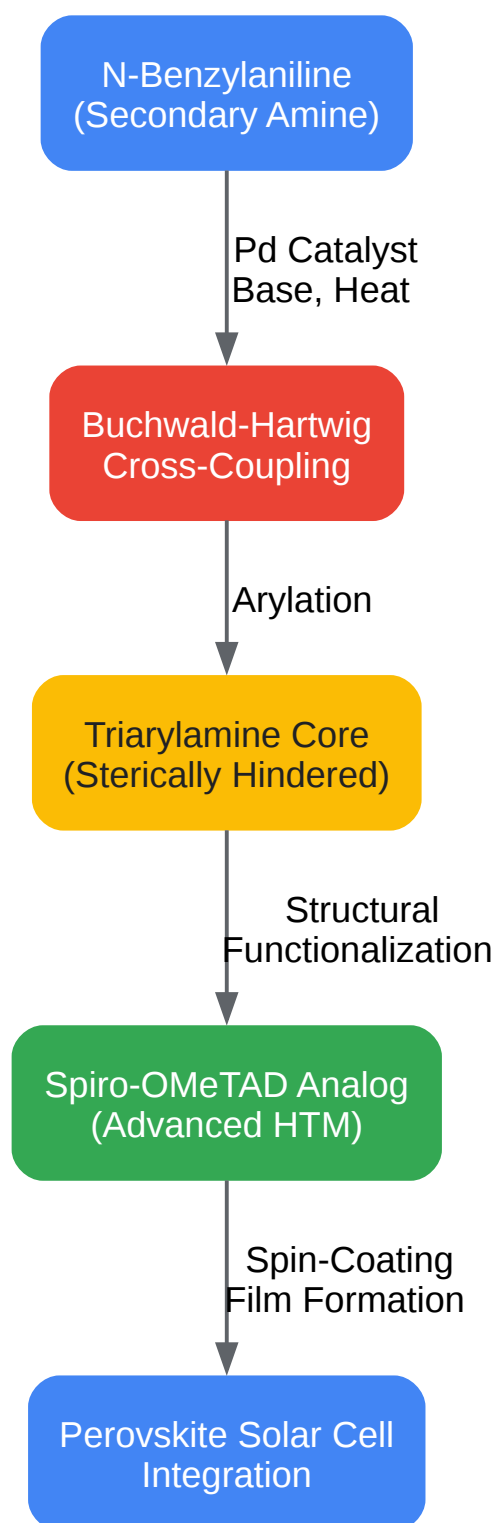 N-Benzylaniline
(Secondary Amine)
Pd Catalyst
Base, Heat
Buchwald-Hartwig
Cross-Coupling
Arylation
Triarylamine Core
(Sterically Hindered)
Structural
Functionalization
Spiro-OMeTAD Analog
(Advanced HTM)
Spin-Coating
Film Formation
Perovskite Solar Cell
Integration